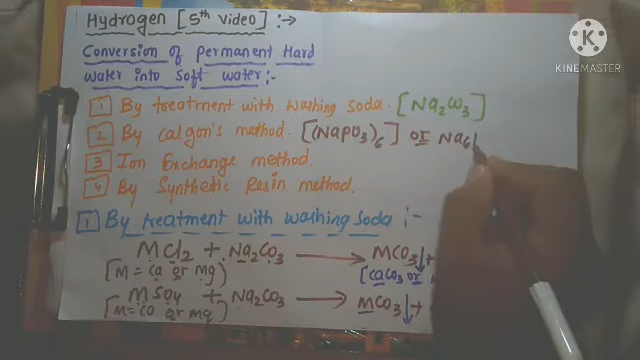 Hydrogen [5th video] :→
Conversion of permanent Hard
water into Soft water:-
1 By treatment with washing soda. [Na2CO3]
2 By calgon's method. [(NaPO3)6] or Na6
3 Ion Exchange method.
4 By Synthetic Resin method.
1 By treatment with washing Soda :-
MCl2 + Na2CO3 → MCO3↓ +
[M = Ca or Mg) [CaCO3 or
MSO4 + Na2CO3 → MCO3↓ +
[M = Ca or Mg)
K
KINEMASTER